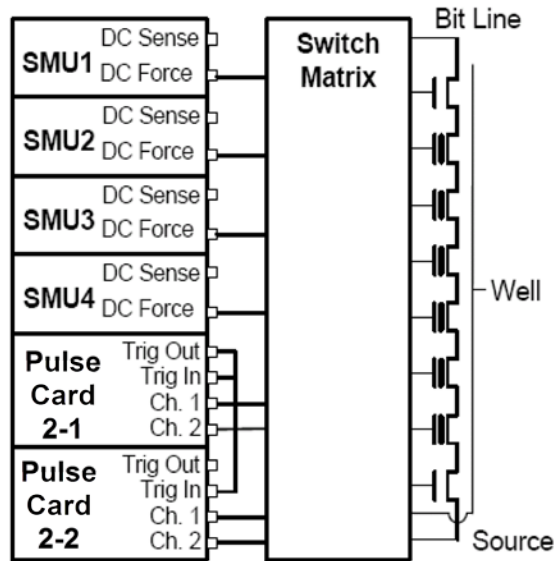 DC Sense
SMU1
DC Force
DC Sense
SMU2
DC Force
DC Sense
SMU3
DC Force
DC Sense
SMU4
DC Force
Pulse
Card
2-1
Trig Out
Trig In
Ch. 1
Ch. 2
Pulse
Card
2-2
Trig Out
Trig In
Ch. 1
Ch. 2
Switch
Matrix
Bit Line
Well
Source